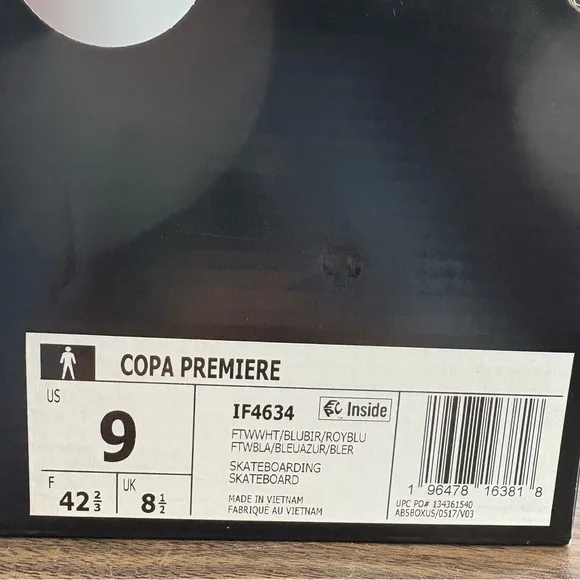 COPA PREMIERE
US
9
F
42 2/3
UK
8 1/2
IF4634
Inside
FTWWHT/BLUBIR/ROYBLU
FTWBLA/BLEUAZUR/BLER
SKATEBOARDING
SKATEBOARD
MADE IN VIETNAM
FABRIQUÉ AU VIETNAM
1 96478 16381 8
UPC PO# 134361540
ABSBOXUS/0517/V03